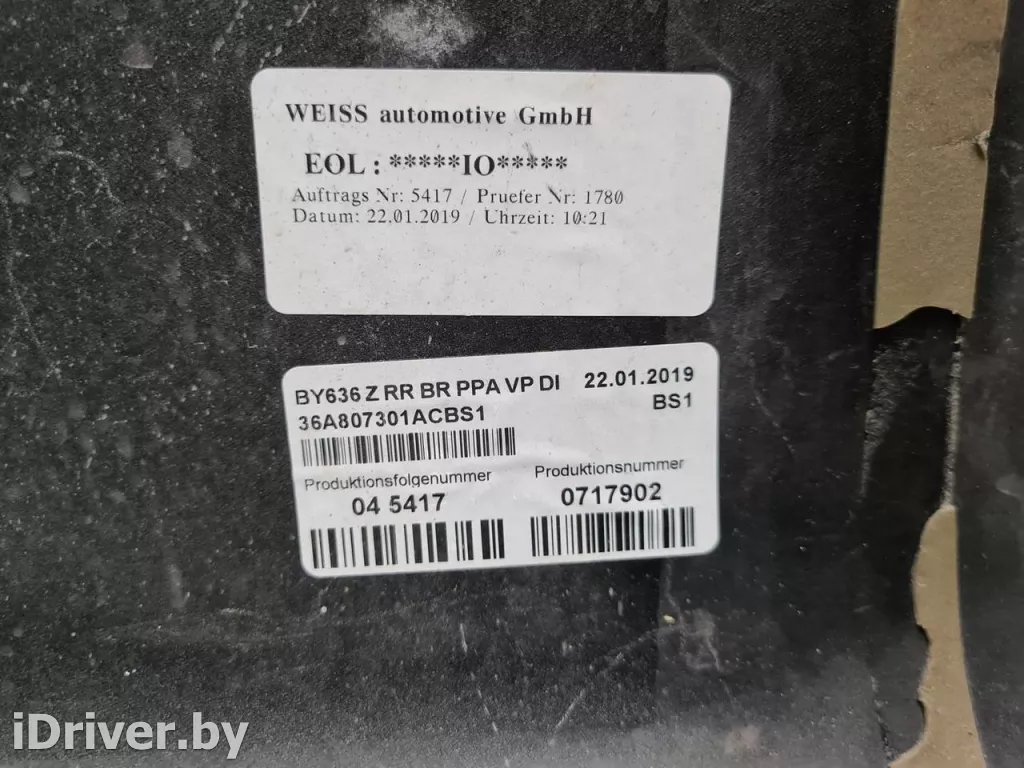 WEISS automotive GmbH
EOL: *****IO*****
Auftrags Nr: 5417 / Pruefer Nr: 1780
Datum: 22.01.2019 / Uhrzeit: 10:21
BY636 Z RR BR PPA VP DI 22.01.2019
36A807301ACBS1 BS1
Produktionsfolgenummer Produktionsnummer
04 5417 0717902
iDriver.by